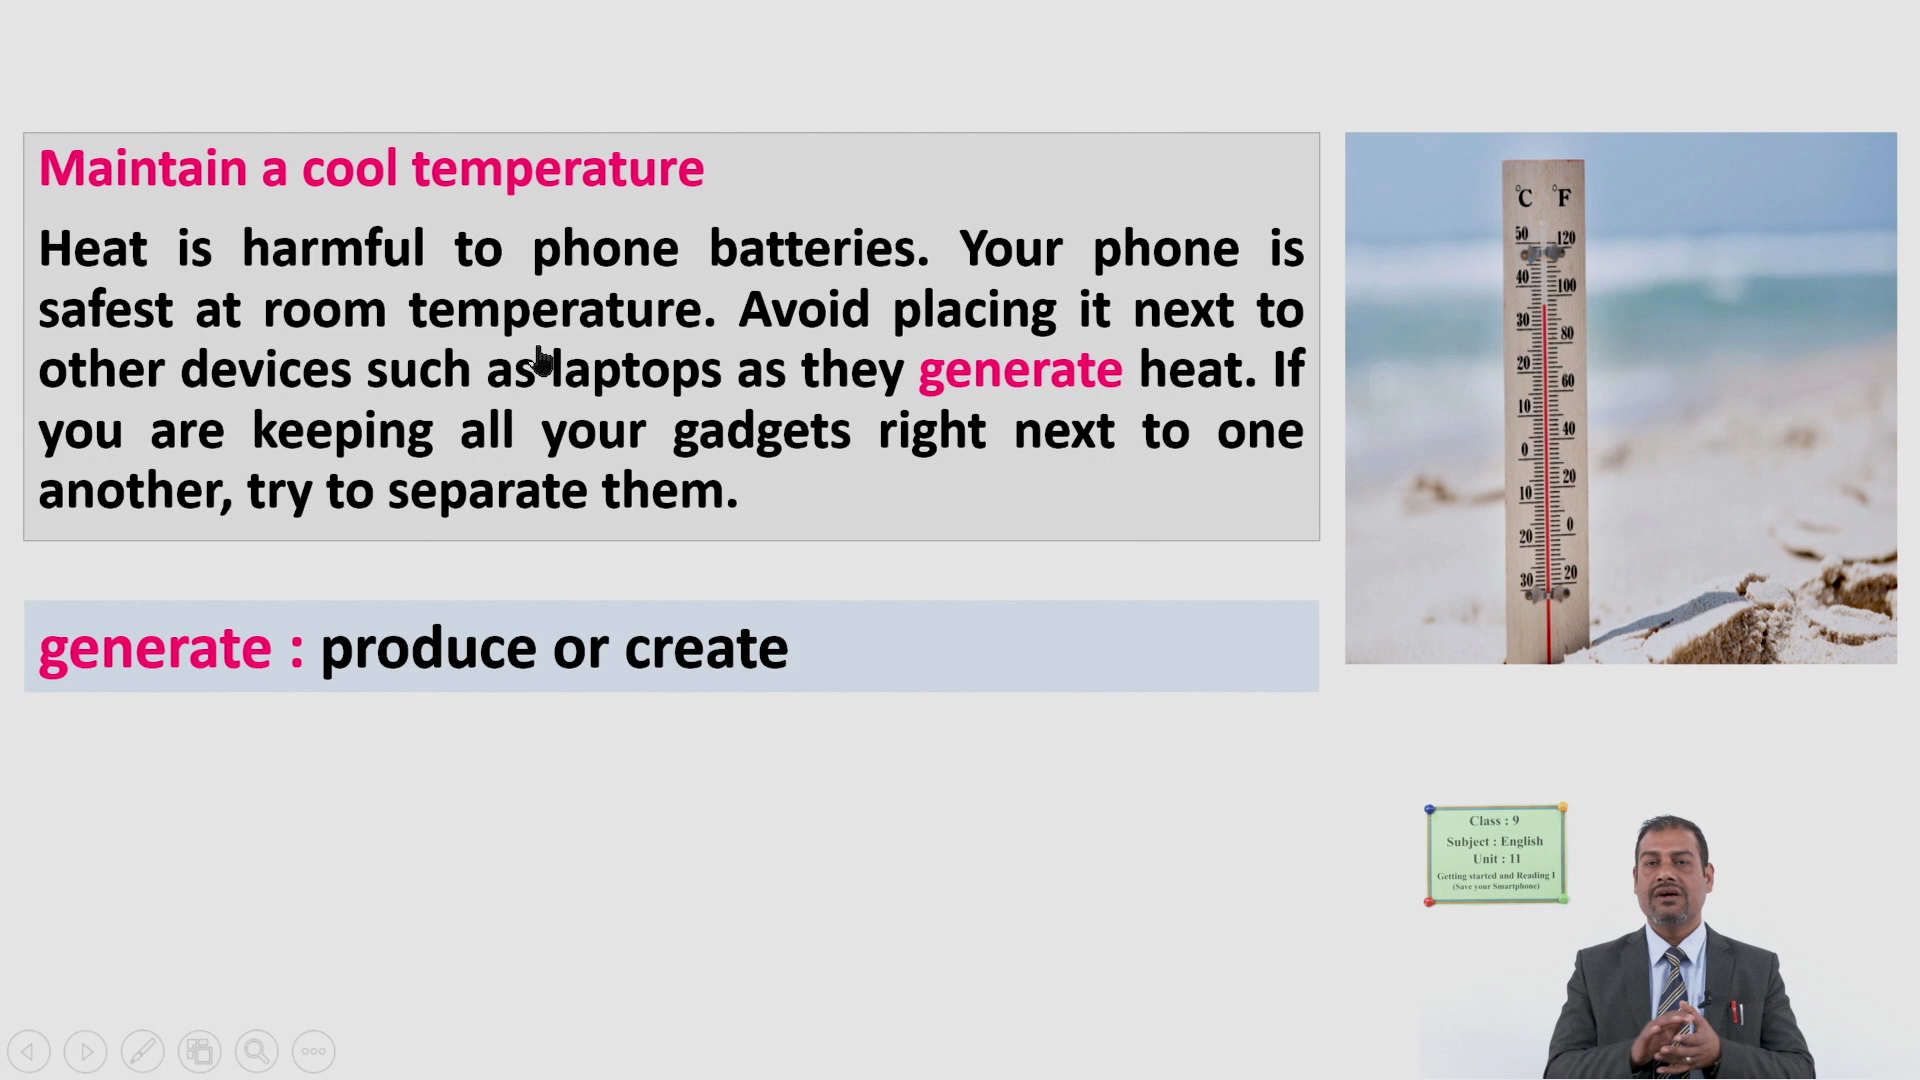 Maintain a cool temperature
Heat is harmful to phone batteries. Your phone is
safest at room temperature. Avoid placing it next to
other devices such as laptops as they generate heat. If
you are keeping all your gadgets right next to one
another, try to separate them.
generate : produce or create
°C °F
50 120
40 100
30 80
20 60
10 40
0 20
10 0
20 20
30
Class : 9
Subject : English
Unit : 11
Getting started and Reading I
(Save your Smartphone)